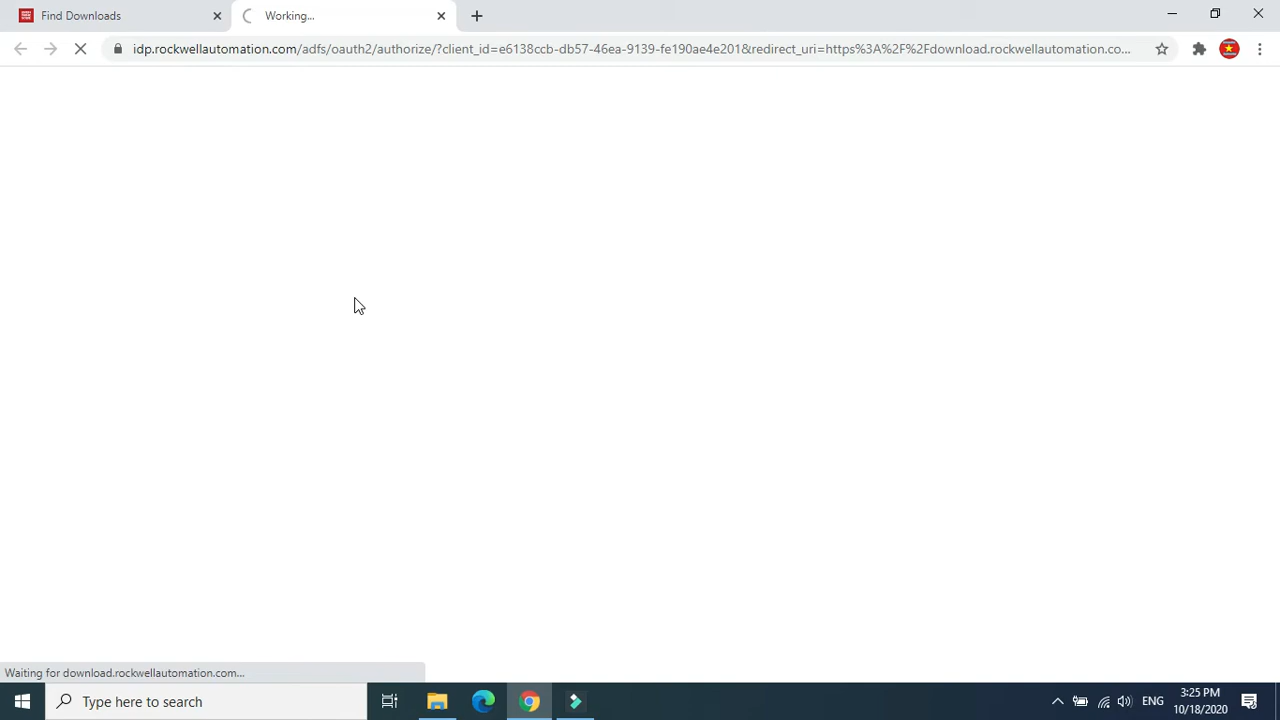 Find Downloads
Working...
idp.rockwellautomation.com/adfs/oauth2/authorize/?client_id=e6138ccb-db57-46ea-9139-fe190ae4e201&redirect_uri=https%3A%2F%2Fdownload.rockwellautomation.co...
Waiting for download.rockwellautomation.com...
Type here to search
ENG
3:25 PM
10/18/2020